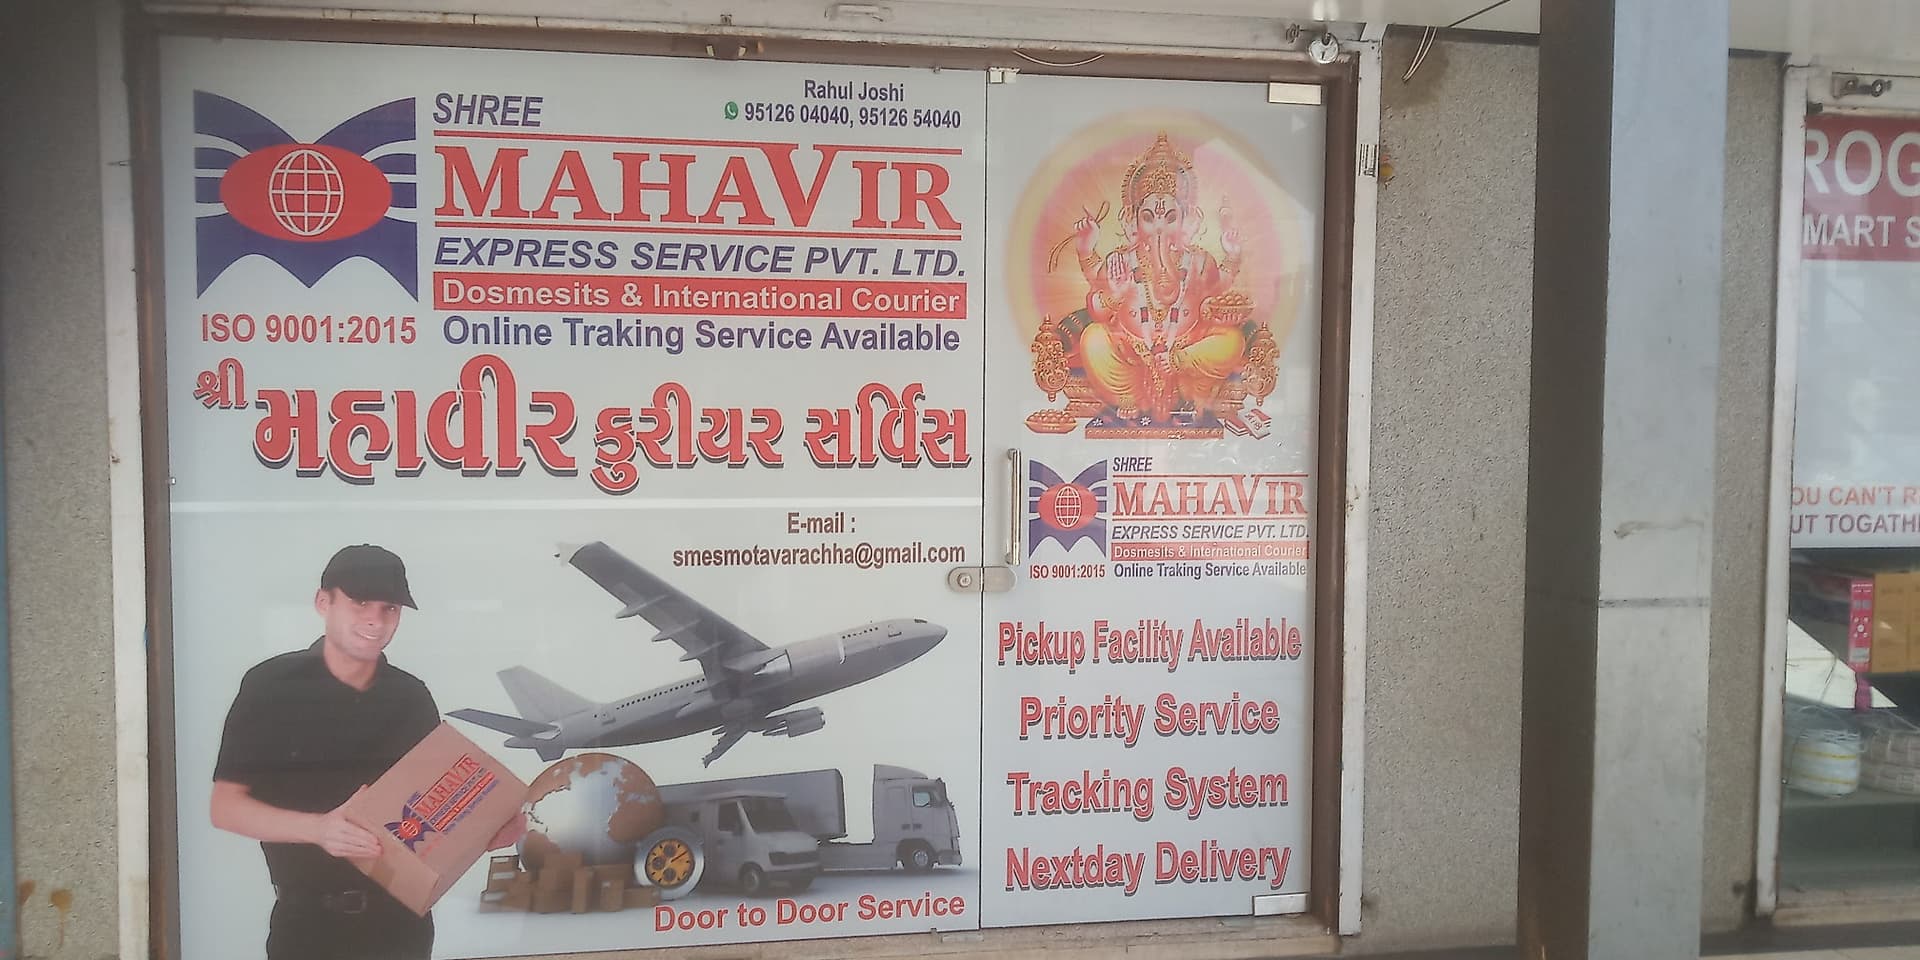 Rahul Joshi
95126 04040, 95126 54040
SHREE
MAHAVIR
EXPRESS SERVICE PVT. LTD.
Dosmesits & International Courier
ISO 9001:2015 Online Traking Service Available
શ્રી મહાવીર કુરીયર સર્વિસ
E-mail :
smesmotavarachha@gmail.com
SHREE
MAHAVIR
Door to Door Service
SHREE
MAHAVIR
EXPRESS SERVICE PVT. LTD.
Dosmesits & International Courier
ISO 9001:2015 Online Traking Service Available
Pickup Facility Available
Priority Service
Tracking System
Nextday Delivery
ROG
MART S
OU CAN'T R
UT TOGATH